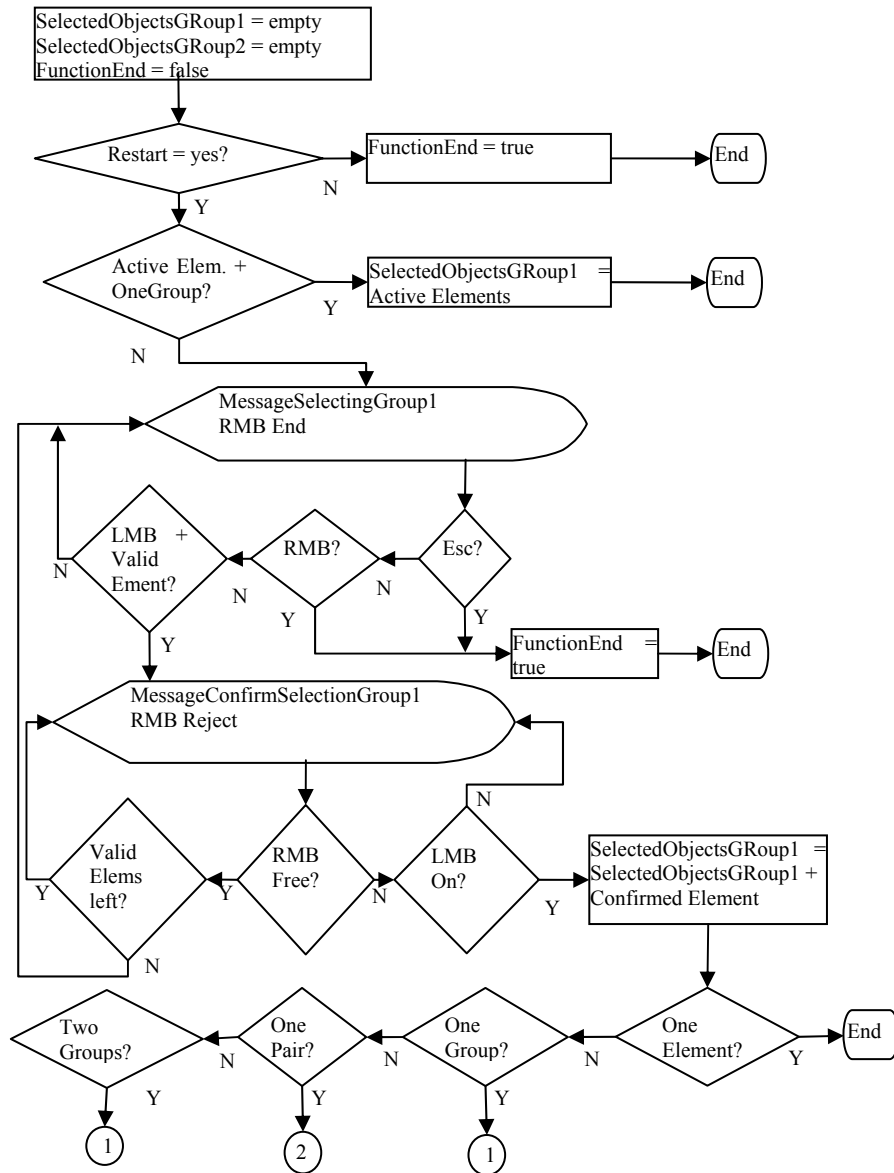 SelectedObjectsGRoup1 = empty
SelectedObjectsGRoup2 = empty
FunctionEnd = false
Restart = yes?
N
FunctionEnd = true
End
Y
Active Elem. +
OneGroup?
Y
SelectedObjectsGRoup1 =
Active Elements
End
N
MessageSelectingGroup1
RMB End
LMB +
Valid
Ement?
N
RMB?
N
Esc?
N
Y
Y
Y
FunctionEnd =
true
End
MessageConfirmSelectionGroup1
RMB Reject
Valid
Elems
left?
Y
N
RMB
Free?
Y
N
LMB
On?
N
Y
SelectedObjectsGRoup1 =
SelectedObjectsGRoup1 +
Confirmed Element
Two
Groups?
N
Y
One
Pair?
N
Y
One
Group?
N
Y
One
Element?
Y
End
1
2
1